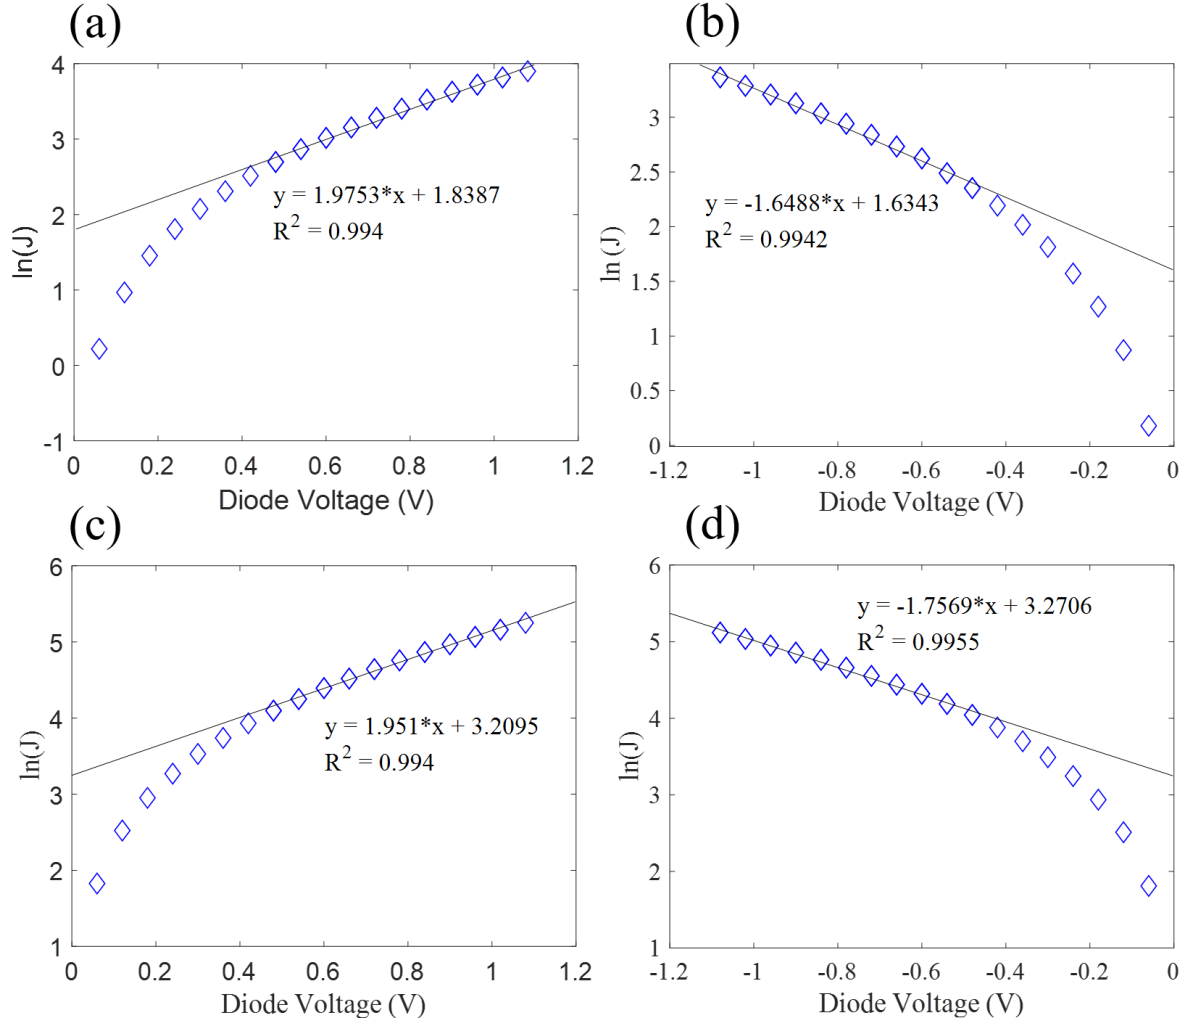 (a)
4
3
2
1
0
-1
ln(J)
y = 1.9753*x + 1.8387
R2 = 0.994
0 0.2 0.4 0.6 0.8 1 1.2
Diode Voltage (V)
(b)
3
2.5
2
1.5
1
0.5
0
ln (J)
y = -1.6488*x + 1.6343
R2 = 0.9942
-1.2 -1 -0.8 -0.6 -0.4 -0.2 0
Diode Voltage (V)
(c)
6
5
4
3
2
1
ln(J)
y = 1.951*x + 3.2095
R2 = 0.994
0 0.2 0.4 0.6 0.8 1 1.2
Diode Voltage (V)
(d)
6
5
4
3
2
1
ln(J)
y = -1.7569*x + 3.2706
R2 = 0.9955
-1.2 -1 -0.8 -0.6 -0.4 -0.2 0
Diode Voltage (V)